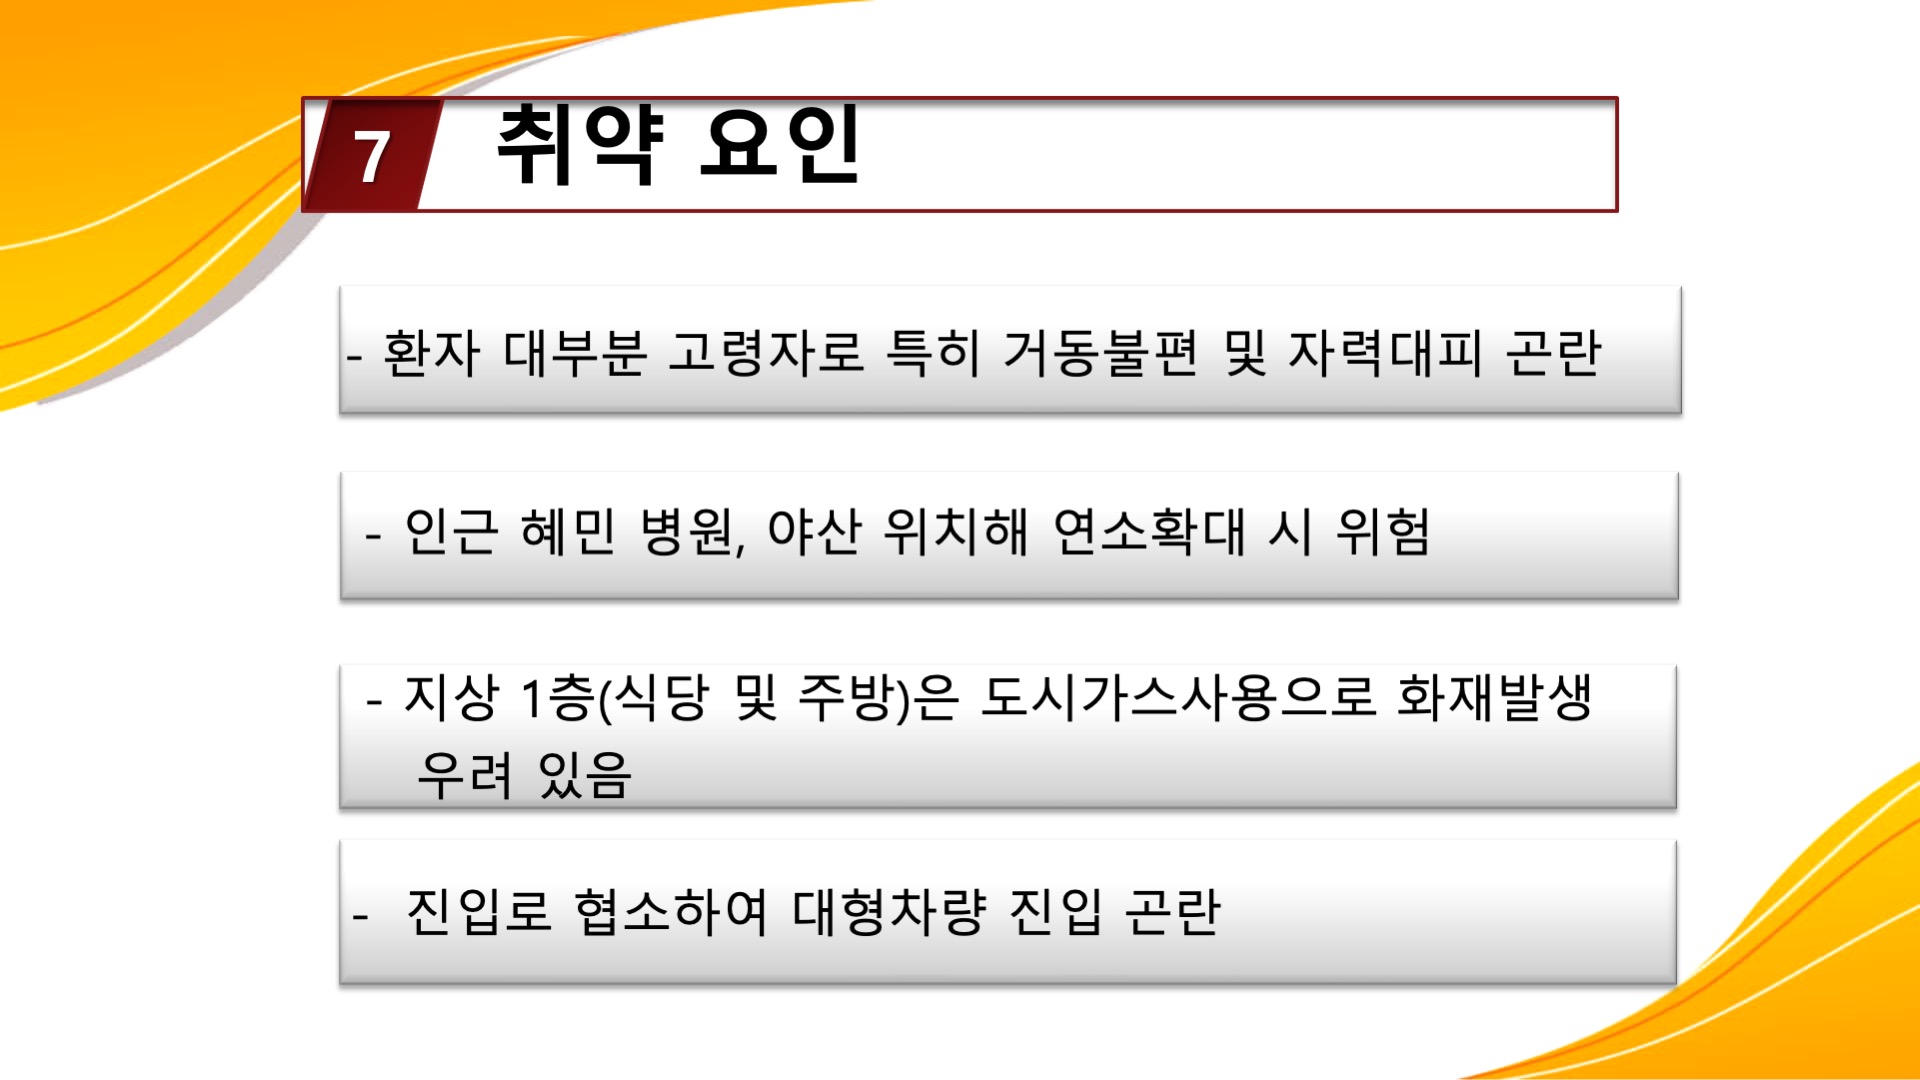 7 취약 요인
- 환자 대부분 고령자로 특히 거동불편 및 자력대피 곤란
- 인근 혜민 병원, 야산 위치해 연소확대 시 위험
- 지상 1층(식당 및 주방)은 도시가스사용으로 화재발생
우려 있음
- 진입로 협소하여 대형차량 진입 곤란